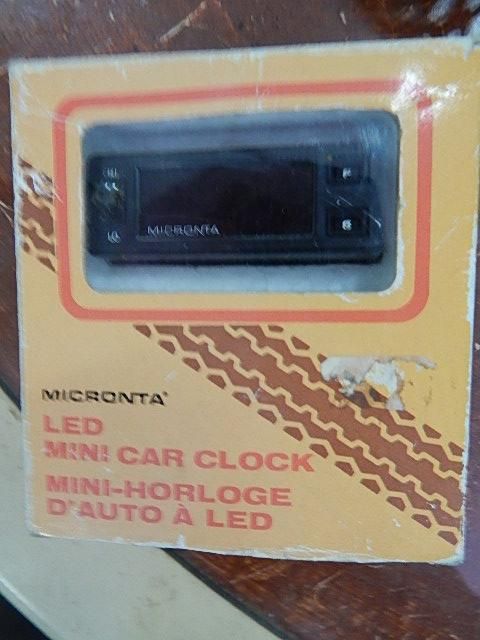 MICRONTA
MICRONTA®
LED
MINI CAR CLOCK
MINI-HORLOGE
D'AUTO À LED